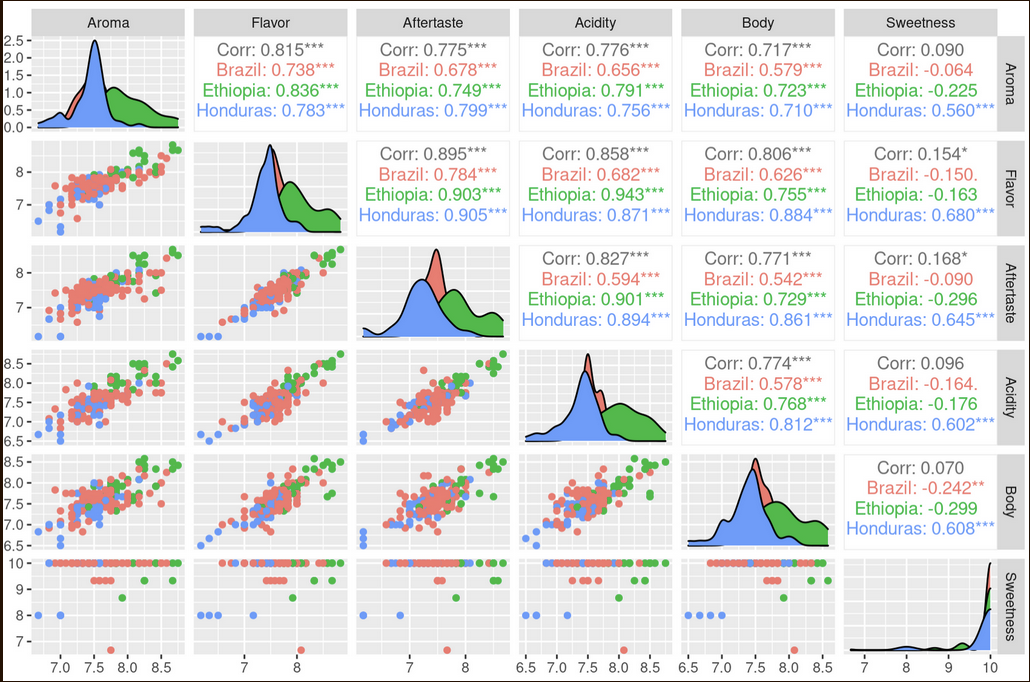 Aroma Flavor Aftertaste Acidity Body Sweetness
2.5
2.0
1.5
1.0
0.5
0.0
Corr: 0.815***
Brazil: 0.738***
Ethiopia: 0.836***
Honduras: 0.783***
Corr: 0.775***
Brazil: 0.678***
Ethiopia: 0.749***
Honduras: 0.799***
Corr: 0.776***
Brazil: 0.656***
Ethiopia: 0.791***
Honduras: 0.756***
Corr: 0.717***
Brazil: 0.579***
Ethiopia: 0.723***
Honduras: 0.710***
Corr: 0.090
Brazil: -0.064
Ethiopia: -0.225
Honduras: 0.560***
Aroma
8
7
Corr: 0.895***
Brazil: 0.784***
Ethiopia: 0.903***
Honduras: 0.905***
Corr: 0.858***
Brazil: 0.682***
Ethiopia: 0.943***
Honduras: 0.871***
Corr: 0.806***
Brazil: 0.626***
Ethiopia: 0.755***
Honduras: 0.884***
Corr: 0.154*
Brazil: -0.150.
Ethiopia: -0.163
Honduras: 0.680***
Flavor
8
7
Corr: 0.827***
Brazil: 0.594***
Ethiopia: 0.901***
Honduras: 0.894***
Corr: 0.771***
Brazil: 0.542***
Ethiopia: 0.729***
Honduras: 0.861***
Corr: 0.168*
Brazil: -0.090
Ethiopia: -0.296
Honduras: 0.645***
Aftertaste
8.5
8.0
7.5
7.0
6.5
Corr: 0.774***
Brazil: 0.578***
Ethiopia: 0.768***
Honduras: 0.812***
Corr: 0.096
Brazil: -0.164.
Ethiopia: -0.176
Honduras: 0.602***
Acidity
8.5
8.0
7.5
7.0
6.5
Corr: 0.070
Brazil: -0.242**
Ethiopia: -0.299
Honduras: 0.608***
Body
10
9
8
7
Sweetness
7.0 7.5 8.0 8.5 7 8 7 8 6.5 7.0 7.5 8.0 8.5 6.5 7.0 7.5 8.0 8.5 7 8 9 10